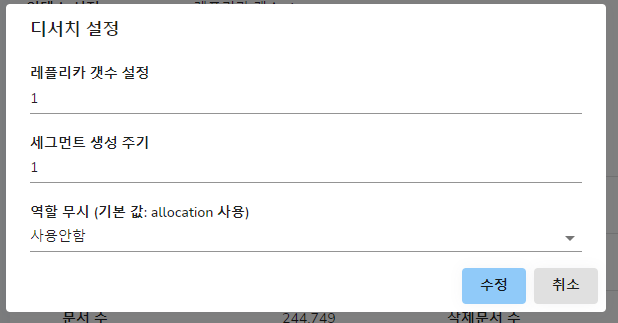 디서치 설정
레플리카 갯수 설정
1
세그먼트 생성 주기
1
역할 무시 (기본 값: allocation 사용)
사용안함
수정 취소
문서 수 244,749 삭제문서 수